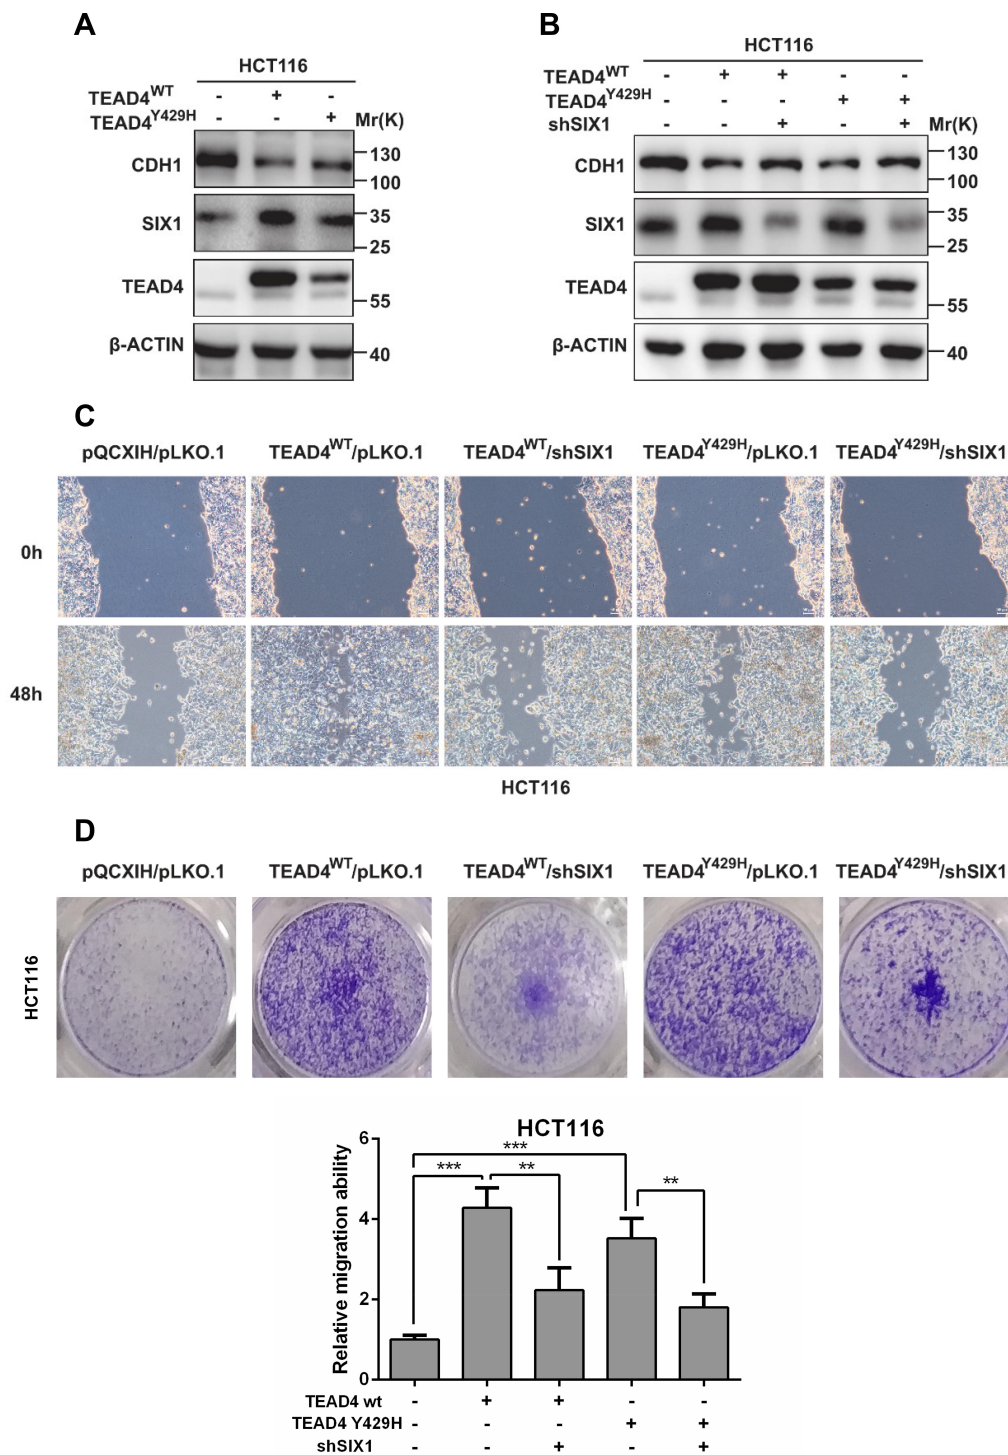 A
HCT116
TEAD4WT - + -
TEAD4Y429H - - +
Mr(K)
CDH1 130
100
SIX1 35
25
TEAD4
55
β-ACTIN 40
B
HCT116
TEAD4WT - + + - -
TEAD4Y429H - - - + +
shSIX1 - - + - + Mr(K)
CDH1 130
100
SIX1 35
25
TEAD4
55
β-ACTIN 40
C
pQCXIH/pLKO.1 TEAD4WT/pLKO.1 TEAD4WT/shSIX1 TEAD4Y429H/pLKO.1 TEAD4Y429H/shSIX1
0h
48h
HCT116
D
pQCXIH/pLKO.1 TEAD4WT/pLKO.1 TEAD4WT/shSIX1 TEAD4Y429H/pLKO.1 TEAD4Y429H/shSIX1
HCT116
HCT116
Relative migration ability
6
4
2
0
***
*** ** **
TEAD4 wt - + + - -
TEAD4 Y429H - - - + +
shSIX1 - - + - +